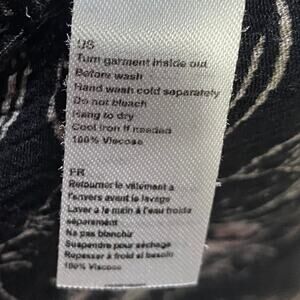 US
Turn garment inside out
Before wash
Hand wash cold separately
Do not bleach
Hang to dry
Cool iron if needed
100% Viscose
FR
Retourner le vêtement à
l'envers avant le lavage
Laver à la main à l'eau froide
séparément
Na pas blanchir
Suspendre pour séchage
Repasser à froid si besoin
100% Viscose